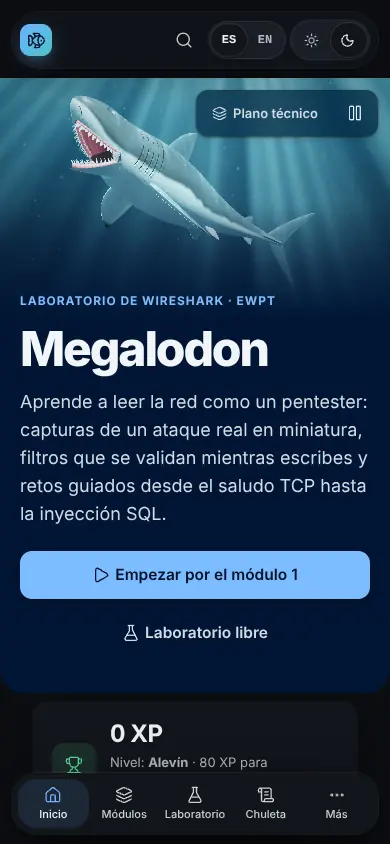 ES EN
Plano técnico
LABORATORIO DE WIRESHARK · EWPT
Megalodon
Aprende a leer la red como un pentester:
capturas de un ataque real en miniatura,
filtros que se validan mientras escribes y
retos guiados desde el saludo TCP hasta
la inyección SQL.
Empezar por el módulo 1
Laboratorio libre
0 XP
Nivel: Alevín · 80 XP para
Inicio Módulos Laboratorio Chuleta Más